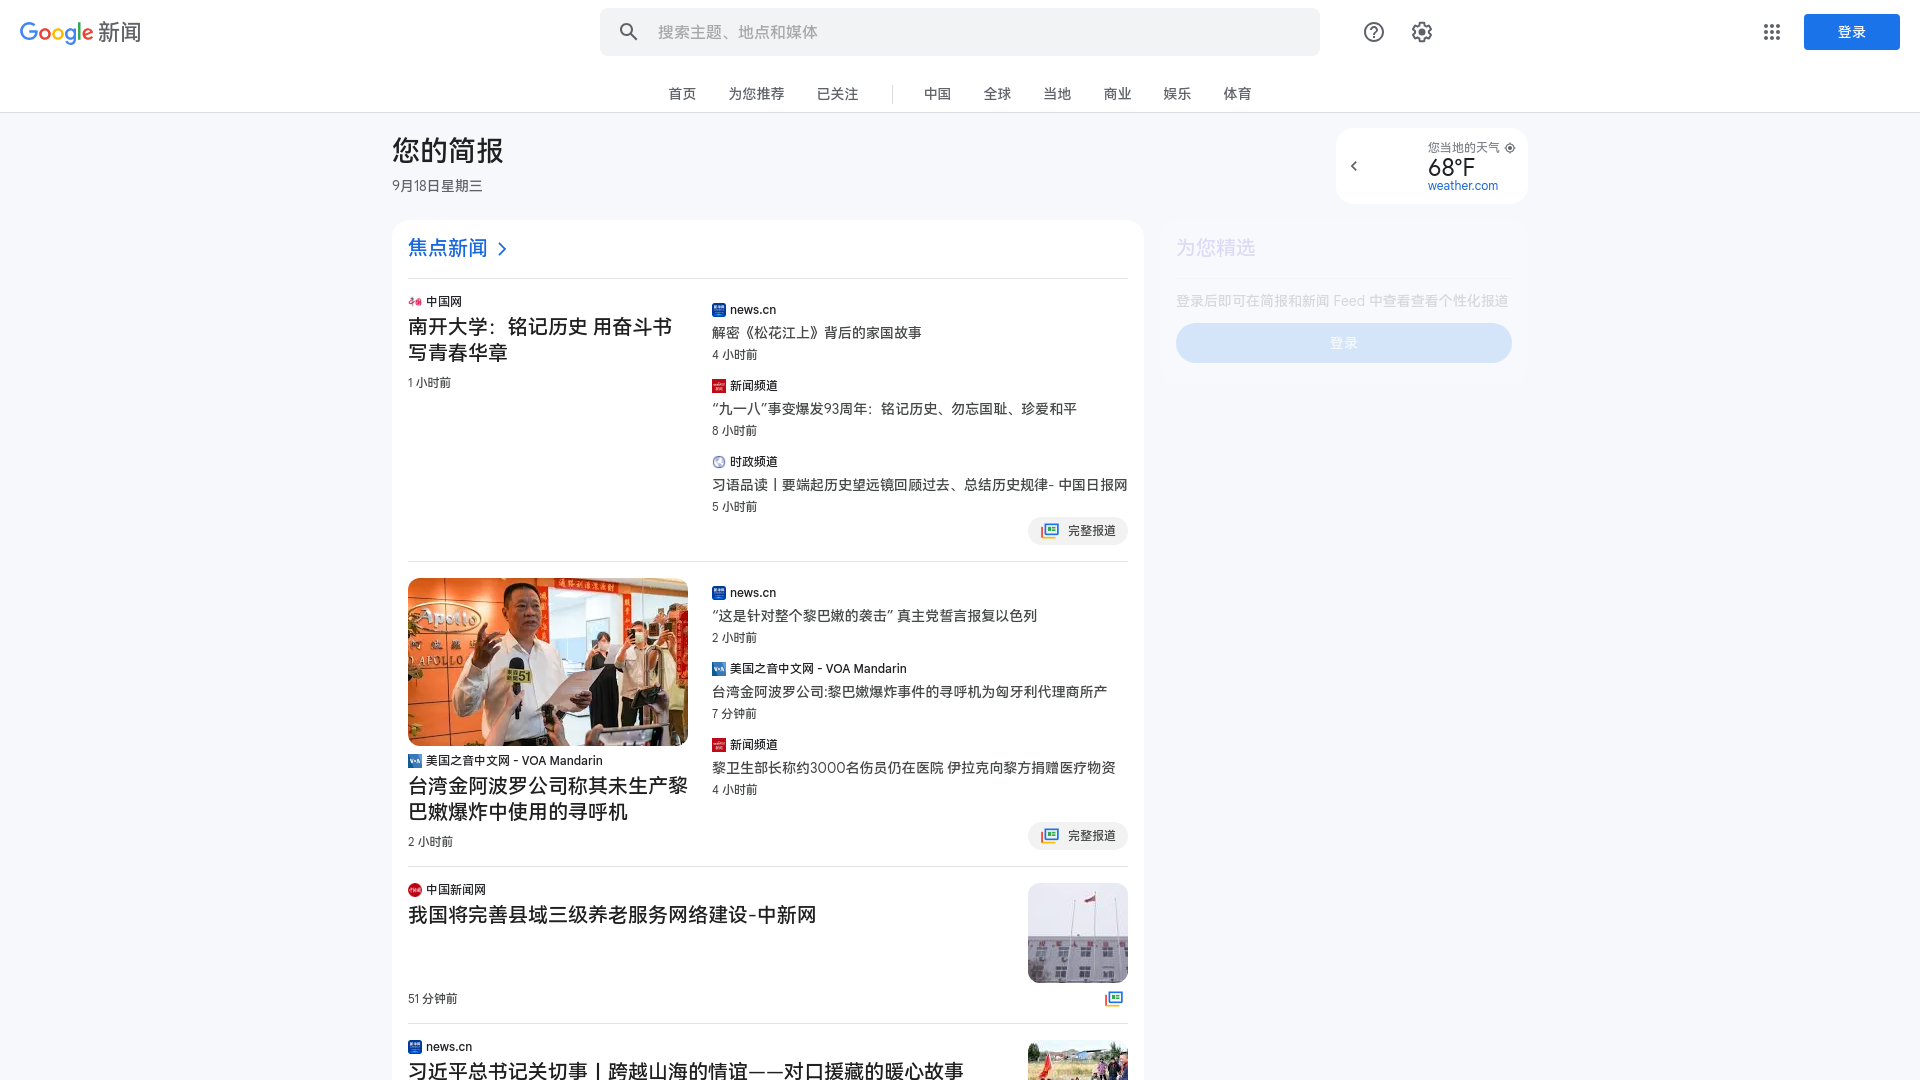 Google 新闻
搜索主题、地点和媒体
登录
首页
为您推荐
已关注
中国
全球
当地
商业
娱乐
体育
您的简报
9月18日星期三
您当地的天气
68°F
weather.com
焦点新闻
中国网
南开大学：铭记历史 用奋斗书
写青春华章
1 小时前
news.cn
解密《松花江上》背后的家国故事
4 小时前
新闻频道
“九一八”事变爆发93周年：铭记历史、勿忘国耻、珍爱和平
8 小时前
时政频道
习语品读丨要端起历史望远镜回顾过去、总结历史规律- 中国日报网
5 小时前
完整报道
为您精选
登录后即可在简报和新闻 Feed 中查看查看个性化报道
登录
Apollo
51
美国之音中文网 - VOA Mandarin
台湾金阿波罗公司称其未生产黎
巴嫩爆炸中使用的寻呼机
2 小时前
news.cn
“这是针对整个黎巴嫩的袭击” 真主党誓言报复以色列
2 小时前
美国之音中文网 - VOA Mandarin
台湾金阿波罗公司:黎巴嫩爆炸事件的寻呼机为匈牙利代理商所产
7 分钟前
新闻频道
黎卫生部长称约3000名伤员仍在医院 伊拉克向黎方捐赠医疗物资
4 小时前
完整报道
中国新闻网
我国将完善县域三级养老服务网络建设-中新网
51 分钟前
news.cn
习近平总书记关切事丨跨越山海的情谊——对口援藏的暖心故事